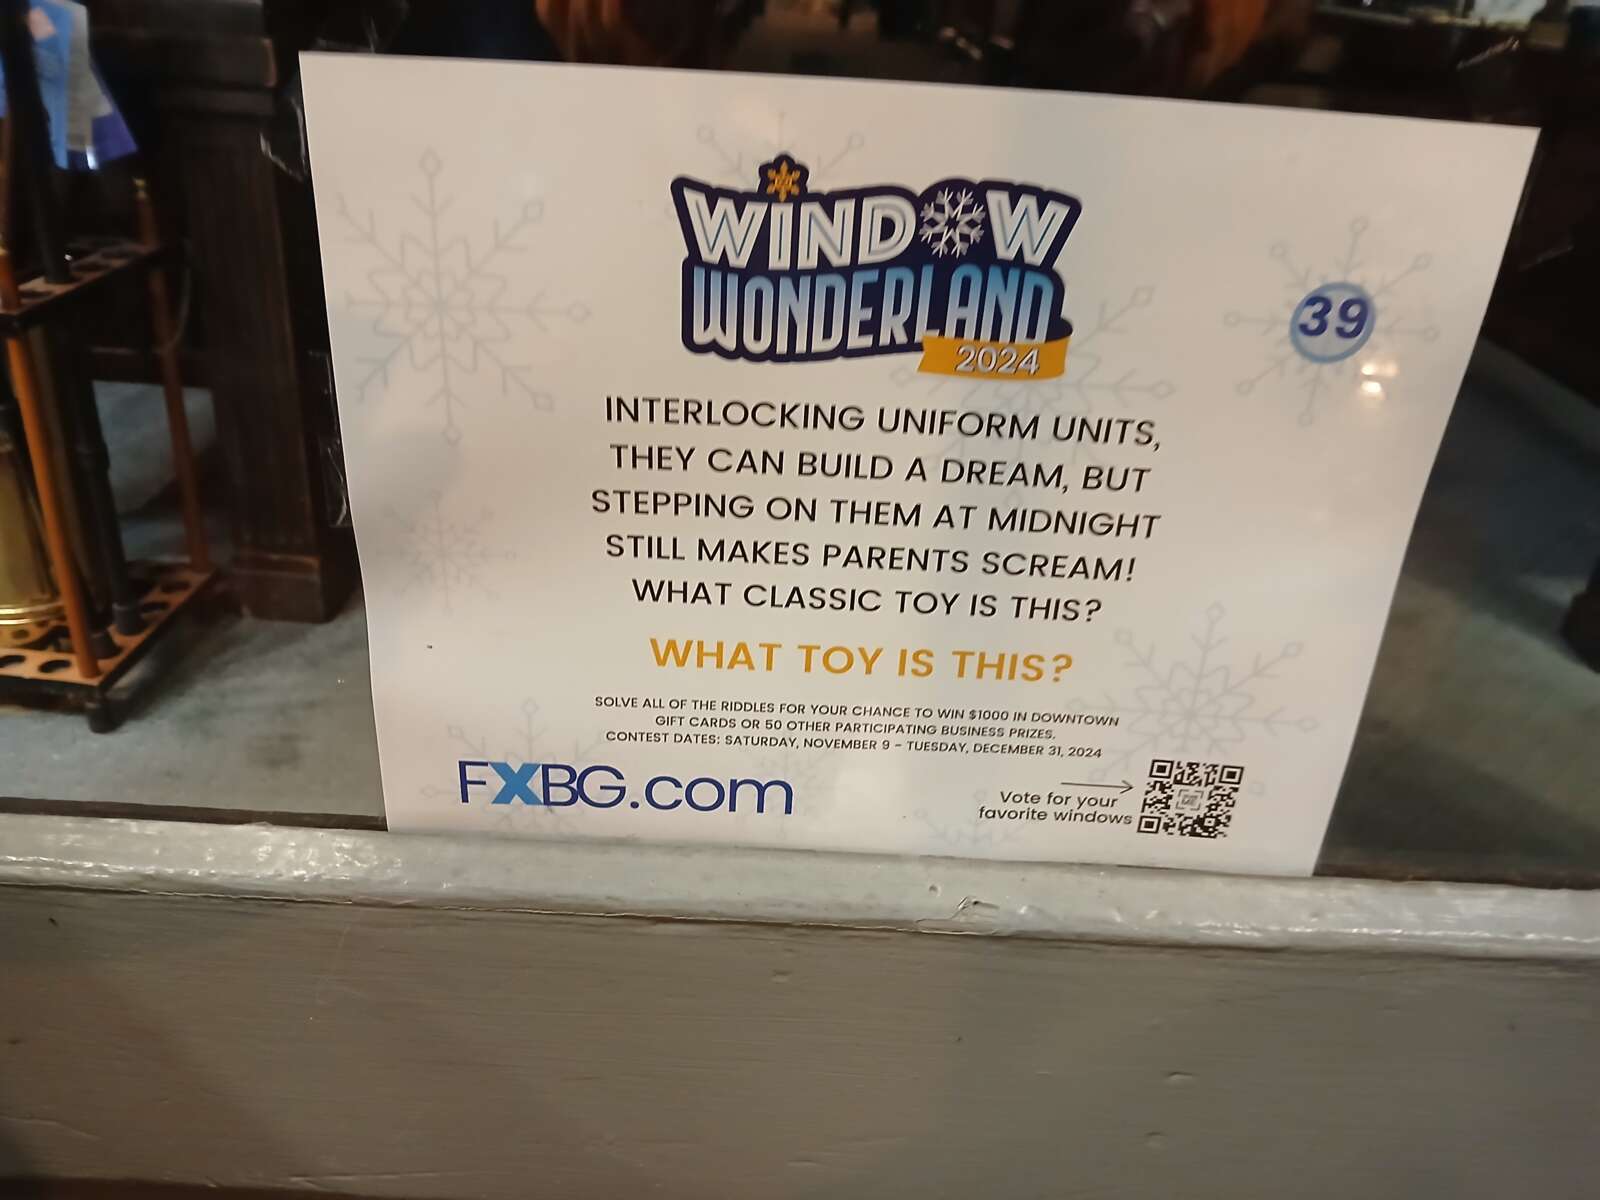 WINDOW
WONDERLAND
2024
39
INTERLOCKING UNIFORM UNITS,
THEY CAN BUILD A DREAM, BUT
STEPPING ON THEM AT MIDNIGHT
STILL MAKES PARENTS SCREAM!
WHAT CLASSIC TOY IS THIS?
WHAT TOY IS THIS?
SOLVE ALL OF THE RIDDLES FOR YOUR CHANCE TO WIN $1000 IN DOWNTOWN
GIFT CARDS OR 50 OTHER PARTICIPATING BUSINESS PRIZES.
CONTEST DATES: SATURDAY, NOVEMBER 9 - TUESDAY, DECEMBER 31, 2024
FXBG.com
Vote for your
favorite windows